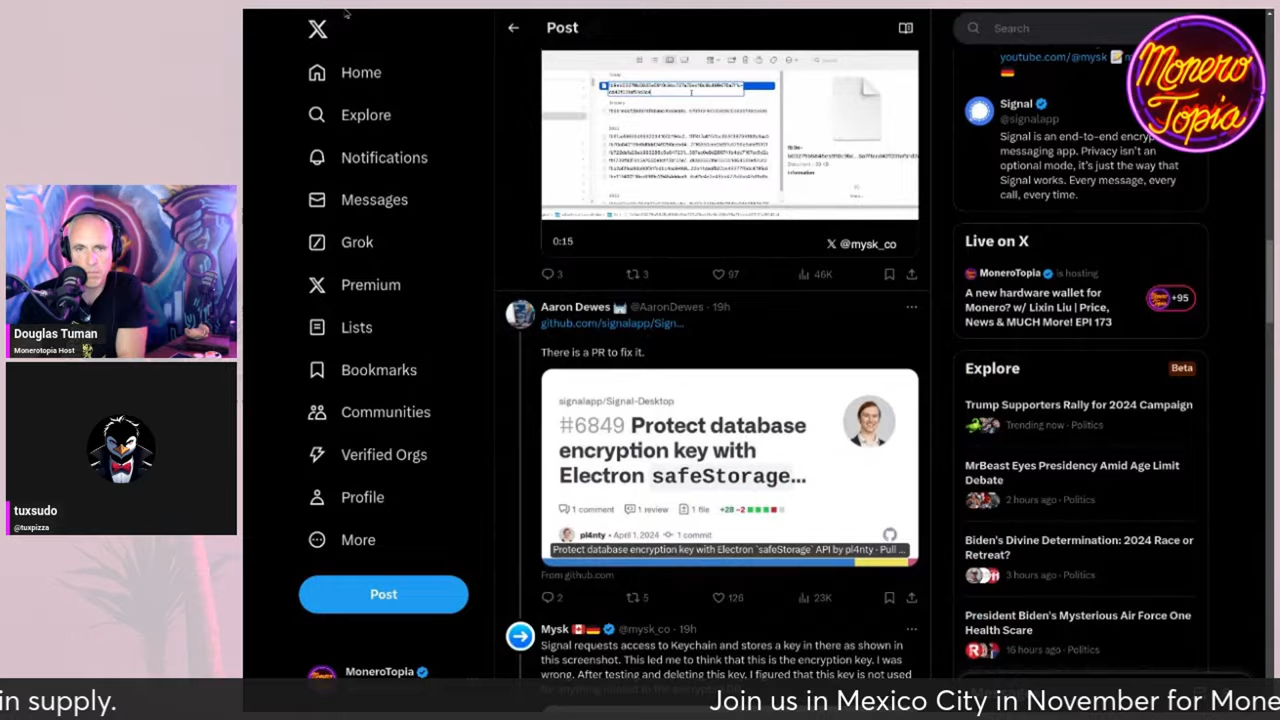 Douglas Tuman
Monerotopia Host
tuxsudo
@tuxpizza
Home
Explore
Notifications
Messages
Grok
Premium
Lists
Bookmarks
Communities
Verified Orgs
Profile
More
Post
MoneroTopia
Post
0:15
X @mysk_co
3
3
97
46K
Aaron Dewes @AaronDewes · 19h
github.com/signalapp/Sign...
There is a PR to fix it.
signalapp/Signal-Desktop
#6849 Protect database
encryption key with
Electron safeStorage...
1 comment
1 review
1 file
+28 -2
pl4nty · April 1, 2024
1 commit
Protect database encryption key with Electron `safeStorage` API by pl4nty · Pull ...
From github.com
2
5
126
23K
Mysk @mysk_co · 19h
Signal requests access to Keychain and stores a key in there as shown in
this screenshot. This led me to think that this is the encryption key. I was
wrong. After testing and deleting this key, I figured that this key is not used
Search
youtube.com/@mysk
Monero
Topia
Signal
@signalapp
Signal is an end-to-end encry
messaging app. Privacy isn't an
optional mode, it's just the way that
Signal works. Every message, every
call, every time.
Live on X
MoneroTopia is hosting
A new hardware wallet for
Monero? w/ Lixin Liu | Price,
News & MUCH More! EPI 173
+95
Explore
Beta
Trump Supporters Rally for 2024 Campaign
Trending now · Politics
MrBeast Eyes Presidency Amid Age Limit
Debate
2 hours ago · Politics
Biden's Divine Determination: 2024 Race or
Retreat?
3 hours ago · Politics
President Biden's Mysterious Air Force One
Health Scare
16 hours ago · Politics
in supply.
Join us in Mexico City in November for Mone